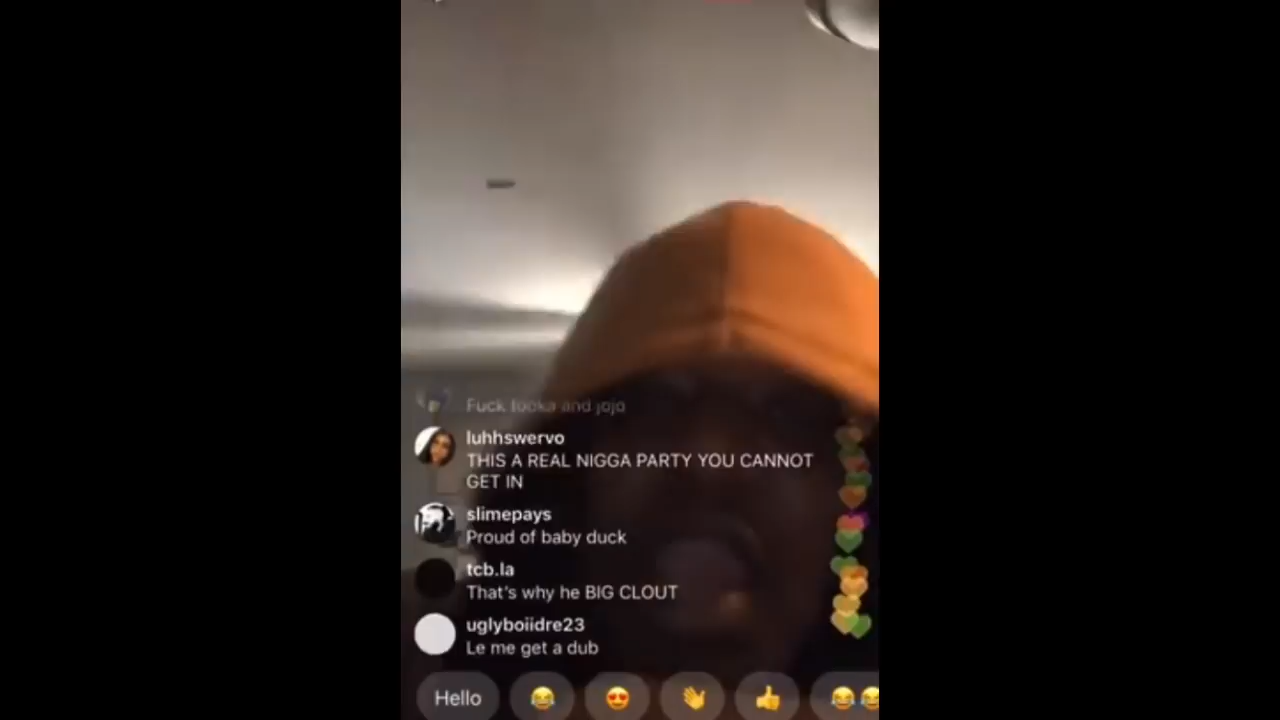 Fuck tooka and jojo
luhhswervo
THIS A REAL NIGGA PARTY YOU CANNOT
GET IN
slimepays
Proud of baby duck
tcb.la
That's why he BIG CLOUT
uglyboiidre23
Le me get a dub
Hello